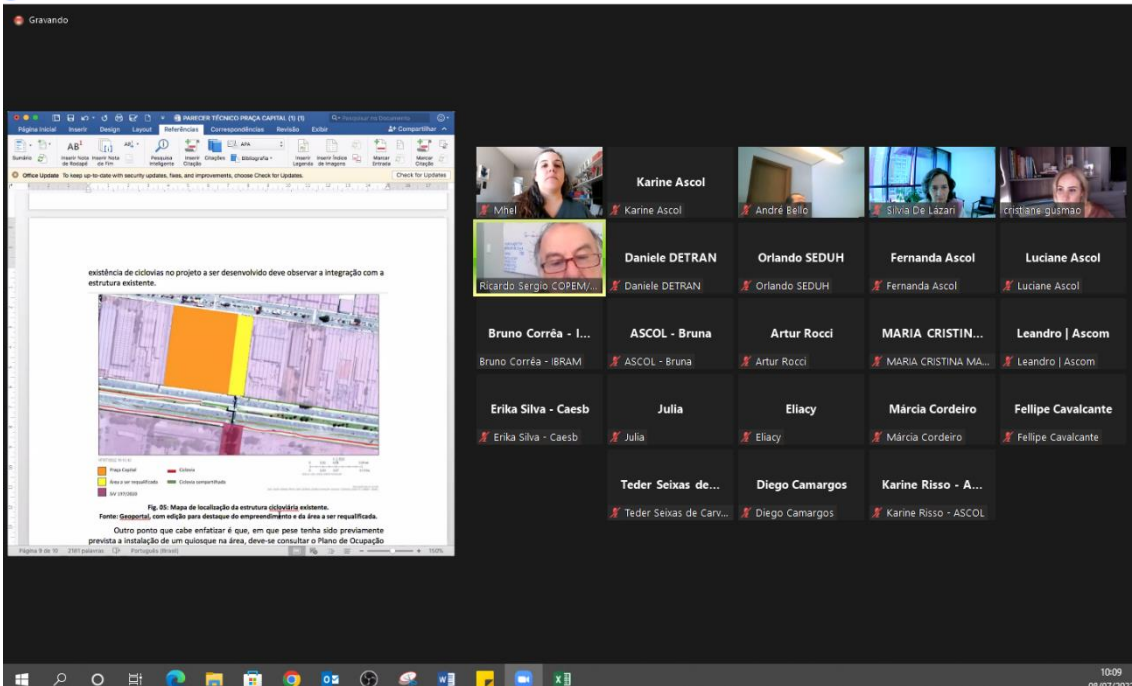 Gravando
PARECER TÉCNICO PRAÇA CAPITAL (1) (1)
Página Inicial Inserir Design Layout Referências Correspondências Revisão Exibir Compartilhar
Office Update To keep up-to-date with security updates, fixes, and improvements, choose Check for Updates. Check for Updates
existência de ciclovias no projeto a ser desenvolvido deve observar a integração com a
estrutura existente.
Praça Capital Ciclovia
Área a ser requalificada Ciclovia compartilhada
Fig. 05: Mapa de localização da estrutura cicloviária existente.
Fonte: Geoportal, com edição para destaque do empreendimento e da área a ser requalificada.
Outro ponto que cabe enfatizar é que, em que pese tenha sido previamente
prevista a instalação de um quiosque na área, deve-se consultar o Plano de Ocupação
Página 9 de 10 2101 palavras Português (Brasil) 150%
Mhel
Karine Ascol
Karine Ascol
André Bello
Silvia De Lázari
cristiane gusmao
Ricardo Sergio COPEM/...
Daniele DETRAN
Daniele DETRAN
Orlando SEDUH
Orlando SEDUH
Fernanda Ascol
Fernanda Ascol
Luciane Ascol
Luciane Ascol
Bruno Corrêa - I...
Bruno Corrêa - IBRAM
ASCOL - Bruna
ASCOL - Bruna
Artur Rocci
Artur Rocci
MARIA CRISTIN...
MARIA CRISTINA MA...
Leandro | Ascom
Leandro | Ascom
Erika Silva - Caesb
Erika Silva - Caesb
Julia
Julia
Eliacy
Eliacy
Márcia Cordeiro
Márcia Cordeiro
Fellipe Cavalcante
Fellipe Cavalcante
Teder Seixas de...
Teder Seixas de Carv...
Diego Camargos
Diego Camargos
Karine Risso - A...
Karine Risso - ASCOL
10:09